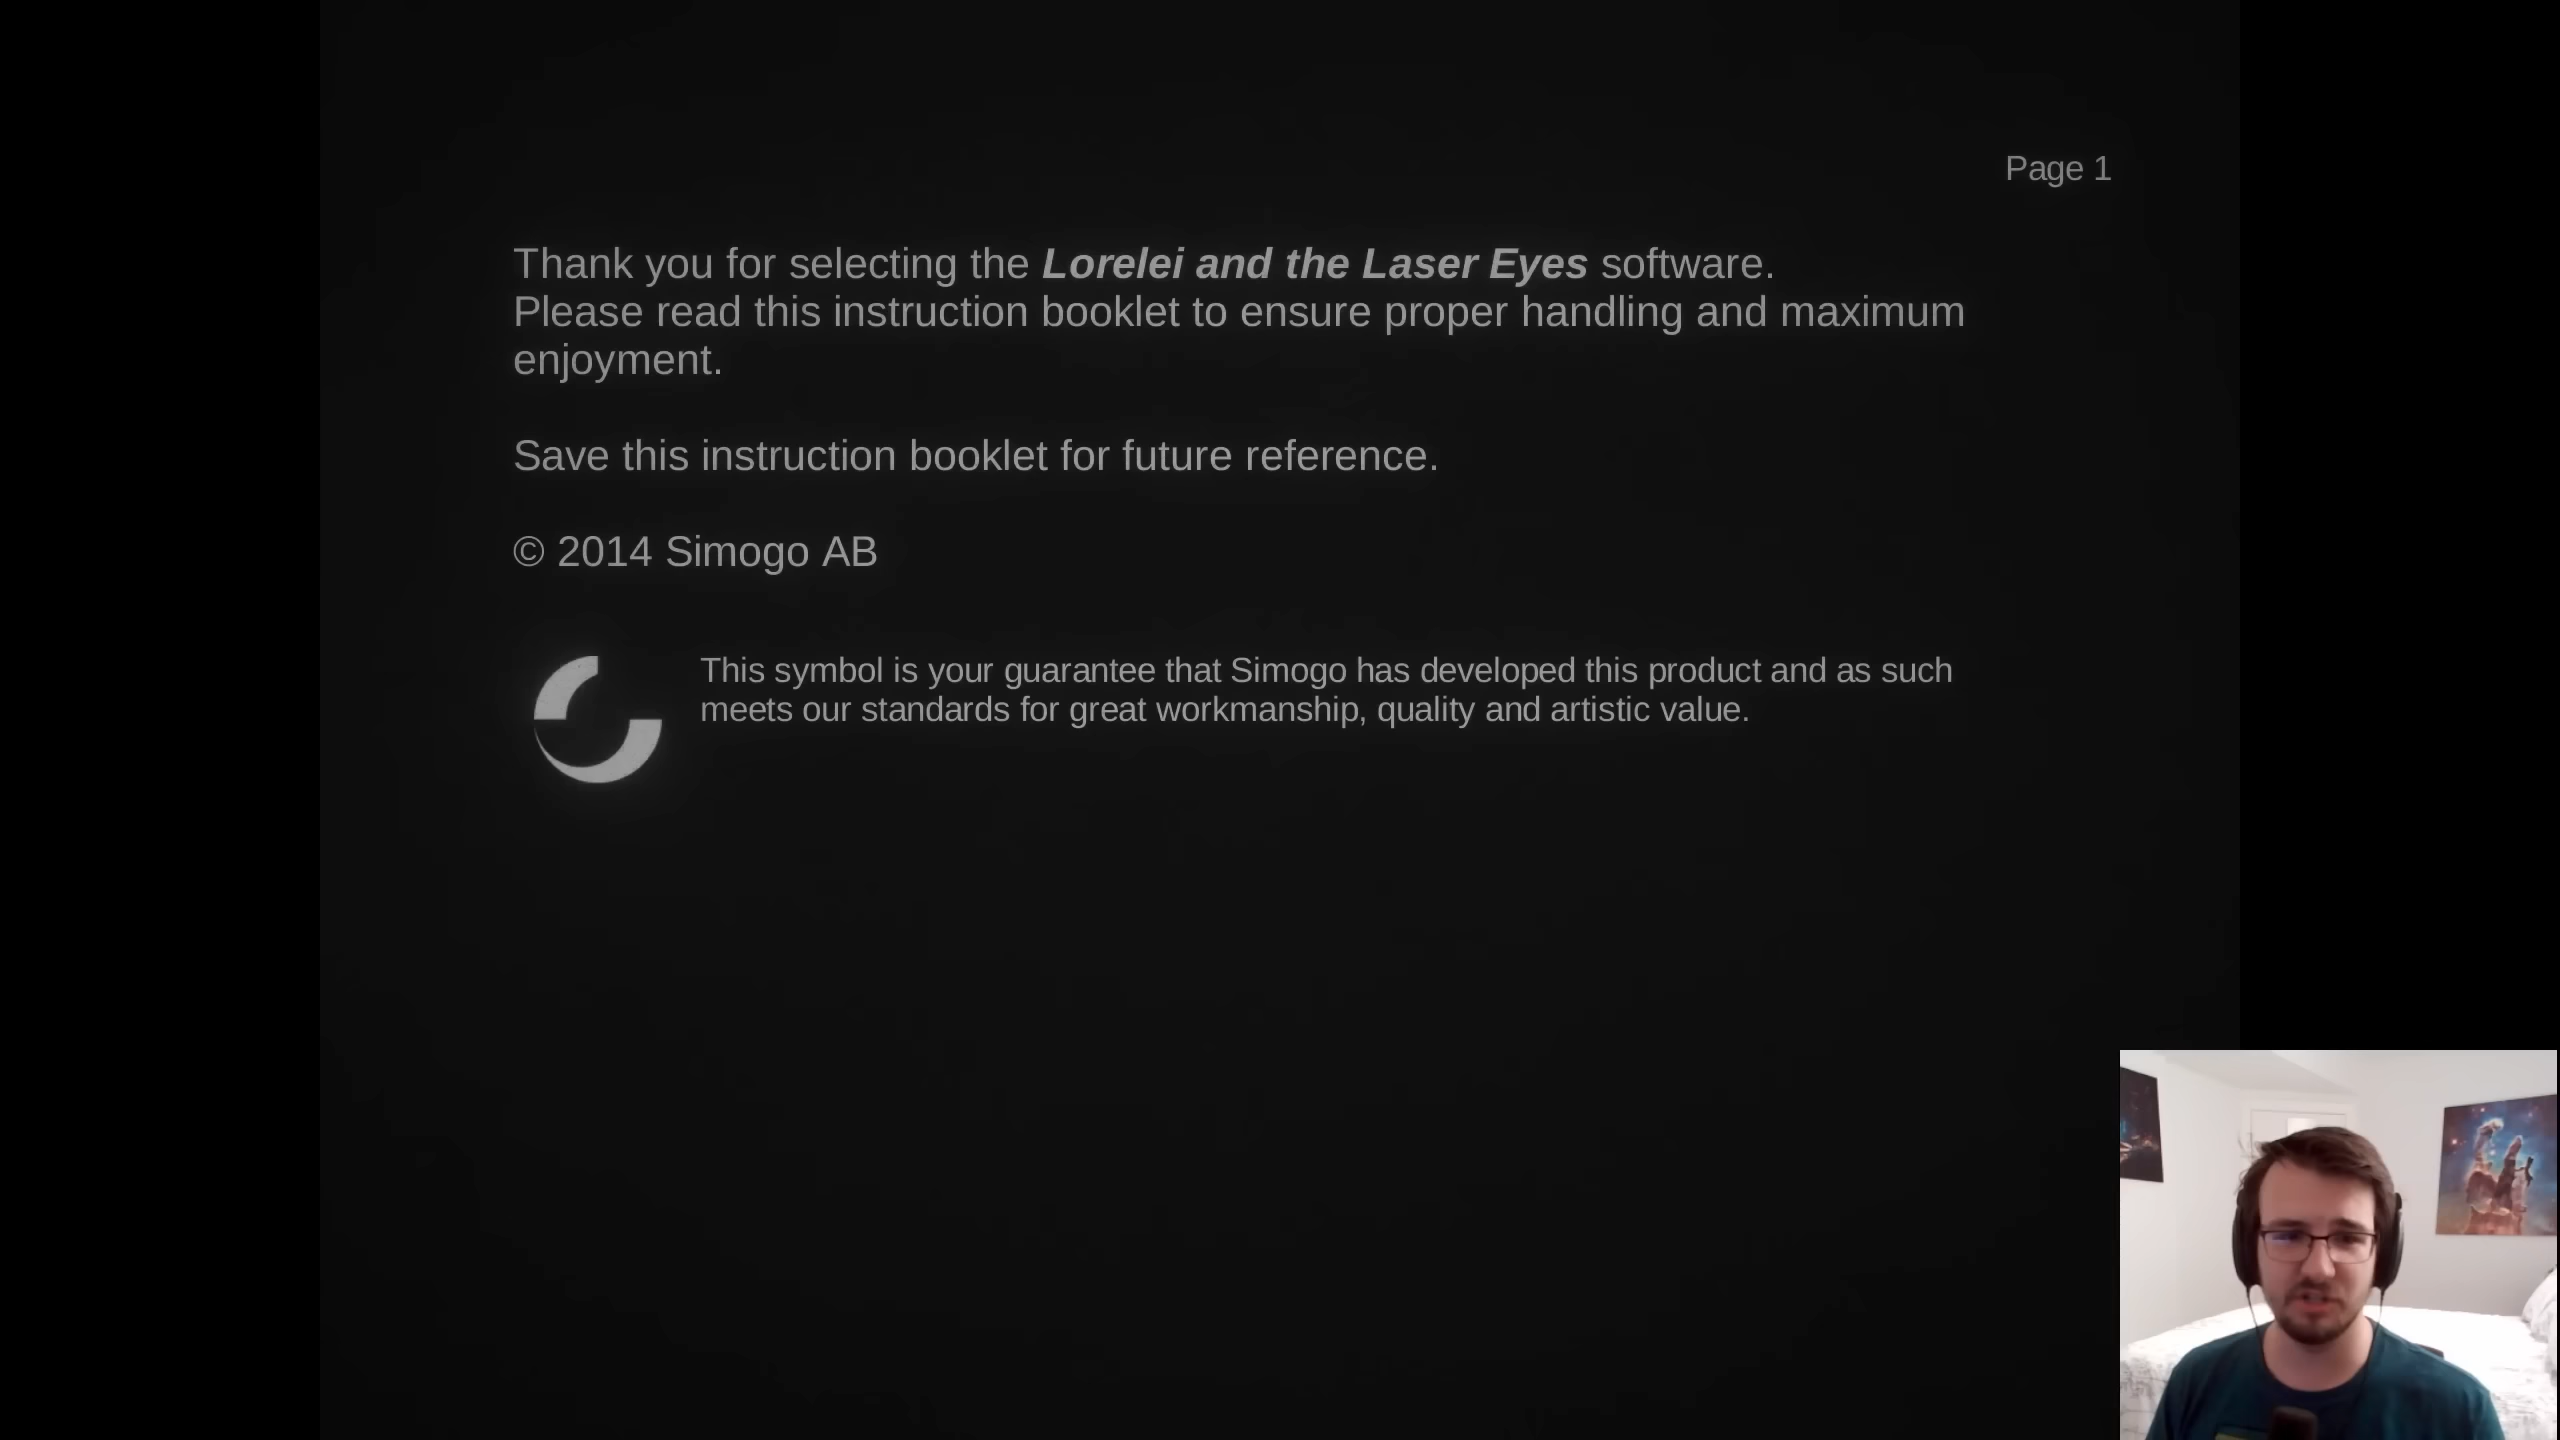 Page 1
Thank you for selecting the Lorelei and the Laser Eyes software.
Please read this instruction booklet to ensure proper handling and maximum
enjoyment.
Save this instruction booklet for future reference.
© 2014 Simogo AB
This symbol is your guarantee that Simogo has developed this product and as such
meets our standards for great workmanship, quality and artistic value.